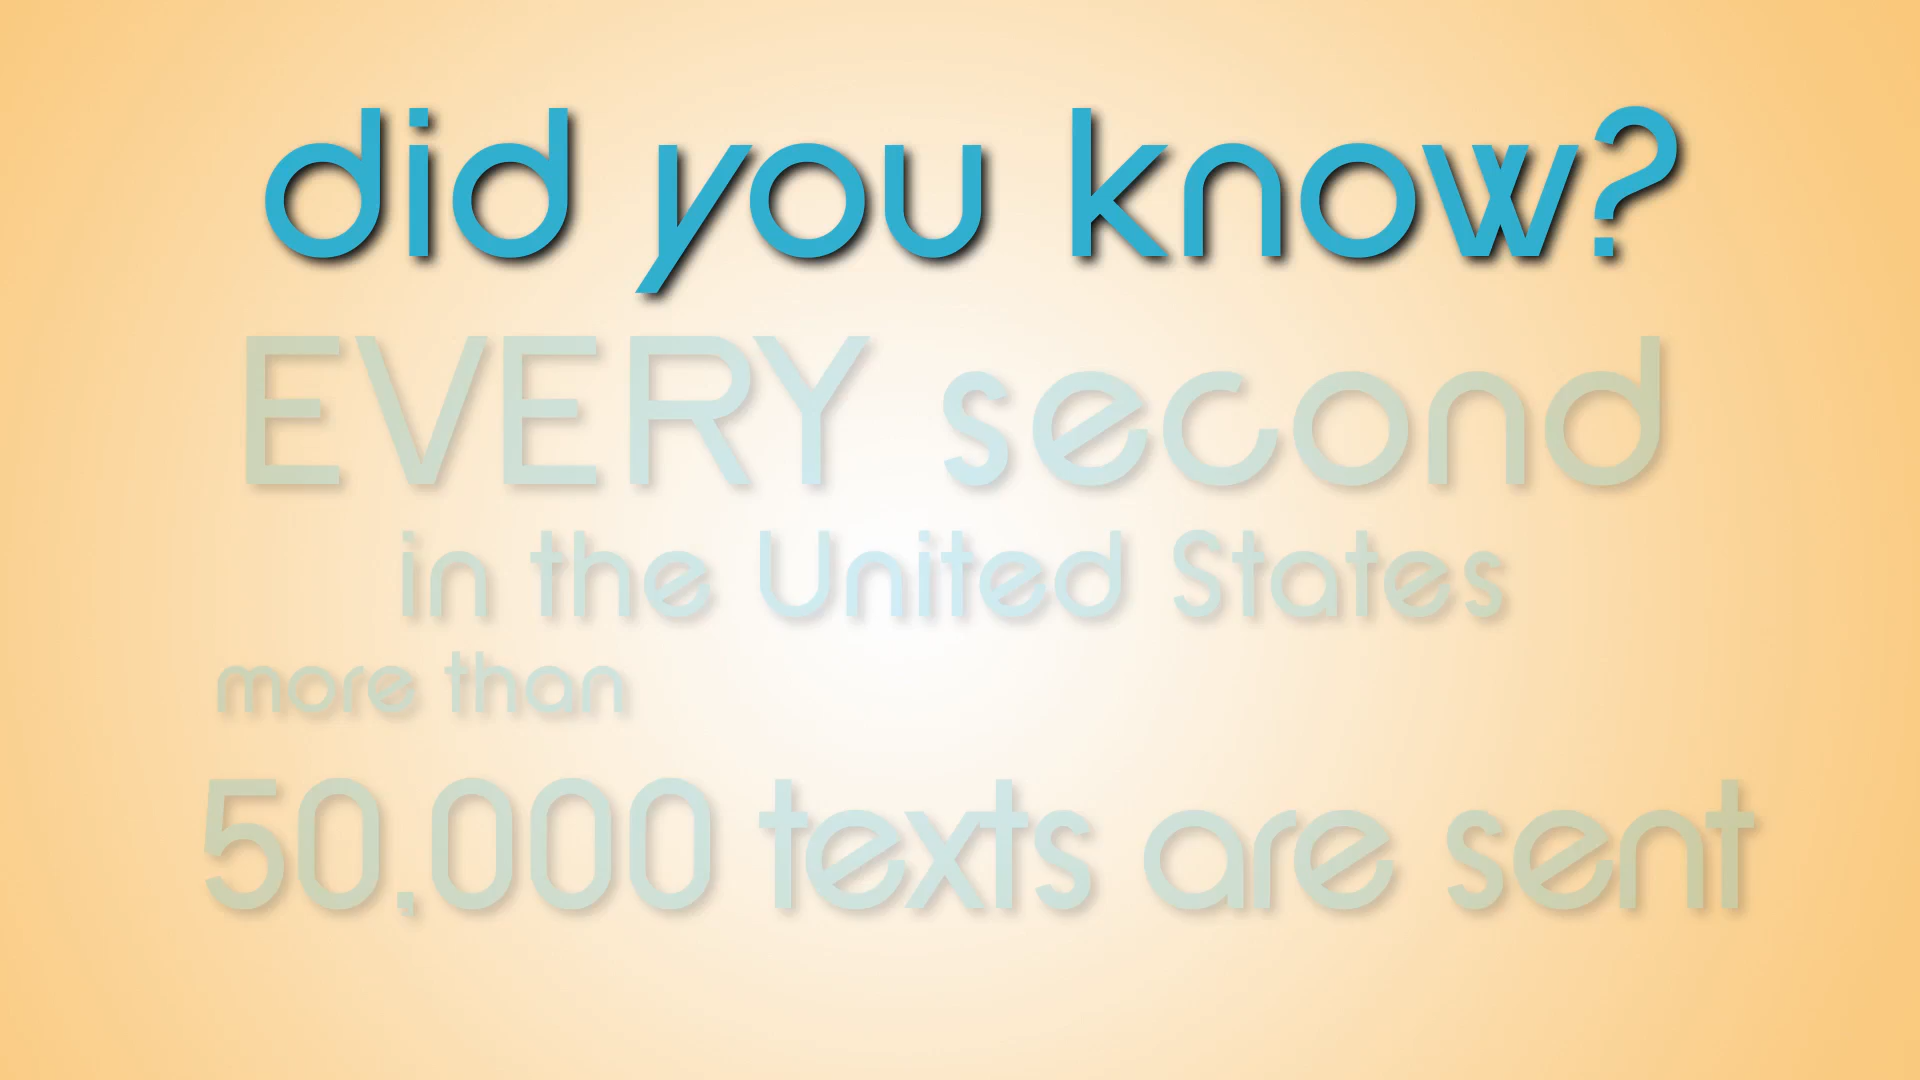 did you know?
EVERY second
in the United States
more than
50,000 texts are sent